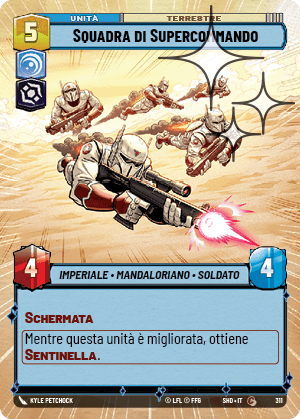 5
UNITÀ
TERRESTRE
SQUADRA DI SUPERCOMMANDO
4
4
IMPERIALE • MANDALORIANO • SOLDATO
SCHERMATA
Mentre questa unità è migliorata, ottiene
SENTINELLA.
KYLE PETCHOCK
© LFL © FFG
SHD • IT
311